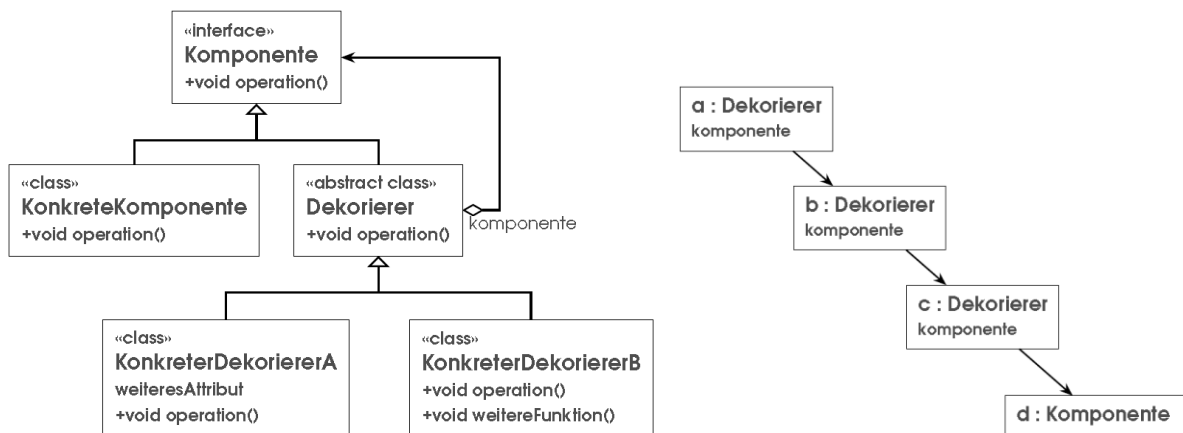 «interface»
Komponente
+void operation()
«class»
KonkreteKomponente
+void operation()
«abstract class»
Dekorierer
+void operation()
komponente
«class»
KonkreterDekoriererA
weiteresAttribut
+void operation()
«class»
KonkreterDekoriererB
+void operation()
+void weitereFunktion()
a : Dekorierer
komponente
b : Dekorierer
komponente
c : Dekorierer
komponente
d : Komponente